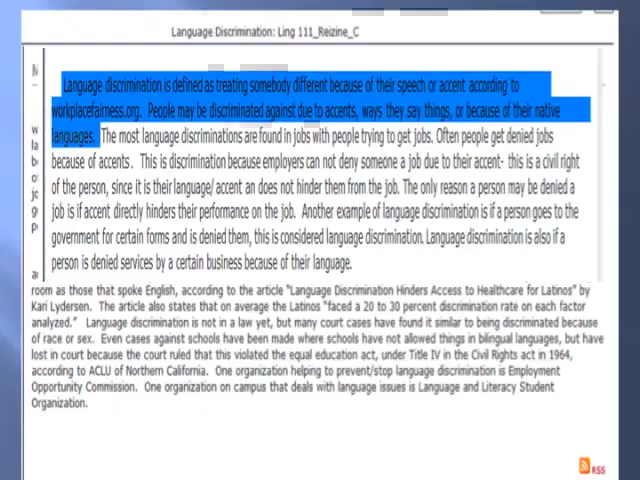 Language Discrimination: Ling 111_Reizine_C
Language discrimination is defined as treating somebody different because of their speech or accent according to
workplacefairness.org. People may be discriminated against due to accents, ways they say things, or because of their native
languages. The most language discriminations are found in jobs with people trying to get jobs. Often people get denied jobs
because of accents. This is discrimination because employers can not deny someone a job due to their accent- this is a civil right
of the person, since it is their language/ accent an does not hinder them from the job. The only reason a person may be denied a
job is if accent directly hinders their performance on the job. Another example of language discrimination is if a person goes to the
government for certain forms and is denied them, this is considered language discrimination. Language discrimination is also if a
person is denied services by a certain business because of their language.
room as those that spoke English, according to the article "Language Discrimination Hinders Access to Healthcare for Latinos" by
Kari Lydersen. The article also states that on average the Latinos "faced a 20 to 30 percent discrimination rate on each factor
analyzed." Language discrimination is not in a law yet, but many court cases have found it similar to being discriminated because
of race or sex. Even cases against schools have been made where schools have not allowed things in bilingual languages, but have
lost in court because the court ruled that this violated the equal education act, under Title IV in the Civil Rights act in 1964,
according to ACLU of Northern California. One organization helping to prevent/stop language discrimination is Employment
Opportunity Commission. One organization on campus that deals with language issues is Language and Literacy Student
Organization.
RSS